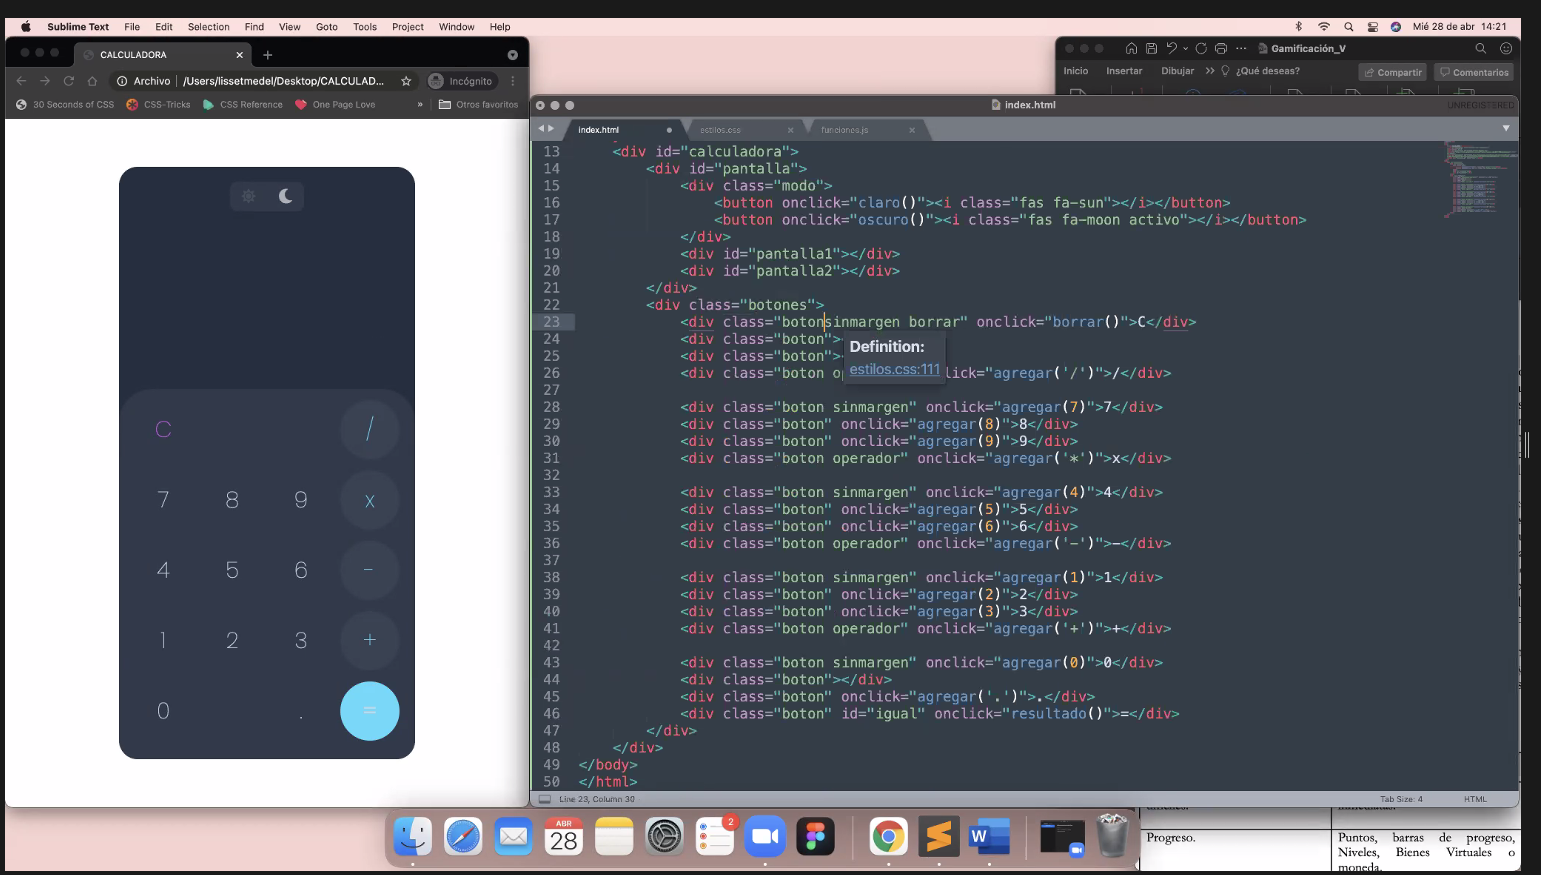 Sublime Text File Edit Selection Find View Goto Tools Project Window Help
Mié 28 de abr 14:21
CALCULADORA
Archivo /Users/lissetmedel/Desktop/CALCULAD...
Incógnito
30 Seconds of CSS CSS-Tricks CSS Reference One Page Love » Otros favoritos
C /
7 8 9 x
4 5 6 -
1 2 3 +
0 . =
Gamificación_V
Inicio Insertar Dibujar ¿Qué deseas? Compartir Comentarios
index.html
UNREGISTERED
index.html estilos.css funciones.js
13 <div id="calculadora">
14 <div id="pantalla">
15 <div class="modo">
16 <button onclick="claro()"><i class="fas fa-sun"></i></button>
17 <button onclick="oscuro()"><i class="fas fa-moon activo"></i></button>
18 </div>
19 <div id="pantalla1"></div>
20 <div id="pantalla2"></div>
21 </div>
22 <div class="botones">
23 <div class="botonsinmargen borrar" onclick="borrar()">C</div>
24 <div class="boton">
25 <div class="boton">
26 <div class="boton o lick="agregar('/')">/</div>
Definition:
estilos.css:111
27
28 <div class="boton sinmargen" onclick="agregar(7)">7</div>
29 <div class="boton" onclick="agregar(8)">8</div>
30 <div class="boton" onclick="agregar(9)">9</div>
31 <div class="boton operador" onclick="agregar('*')">x</div>
32
33 <div class="boton sinmargen" onclick="agregar(4)">4</div>
34 <div class="boton" onclick="agregar(5)">5</div>
35 <div class="boton" onclick="agregar(6)">6</div>
36 <div class="boton operador" onclick="agregar('-')">-</div>
37
38 <div class="boton sinmargen" onclick="agregar(1)">1</div>
39 <div class="boton" onclick="agregar(2)">2</div>
40 <div class="boton" onclick="agregar(3)">3</div>
41 <div class="boton operador" onclick="agregar('+')">+</div>
42
43 <div class="boton sinmargen" onclick="agregar(0)">0</div>
44 <div class="boton"></div>
45 <div class="boton" onclick="agregar('.')">.</div>
46 <div class="boton" id="igual" onclick="resultado()">=</div>
47 </div>
48 </div>
49 </body>
50 </html>
Line 23, Column 30
Tab Size: 4 HTML
ABR
28
2
W
Progreso.
Puntos, barras de progreso,
Niveles, Bienes Virtuales o
moneda.